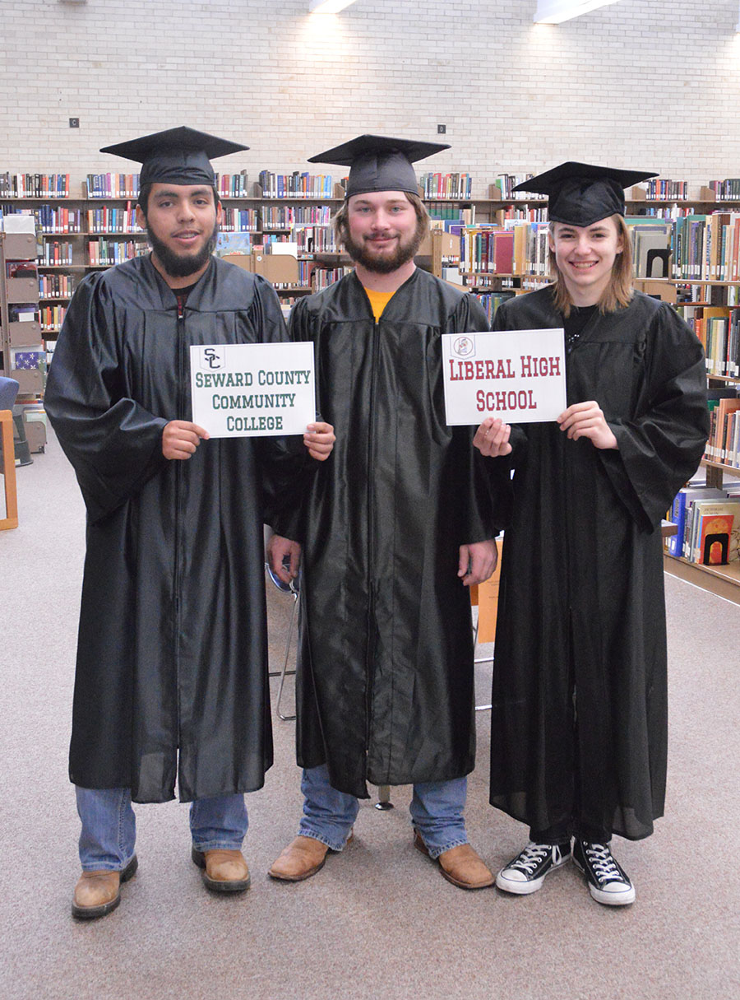 C
D
SC
SEWARD COUNTY
COMMUNITY
COLLEGE
LIBERAL HIGH
SCHOOL